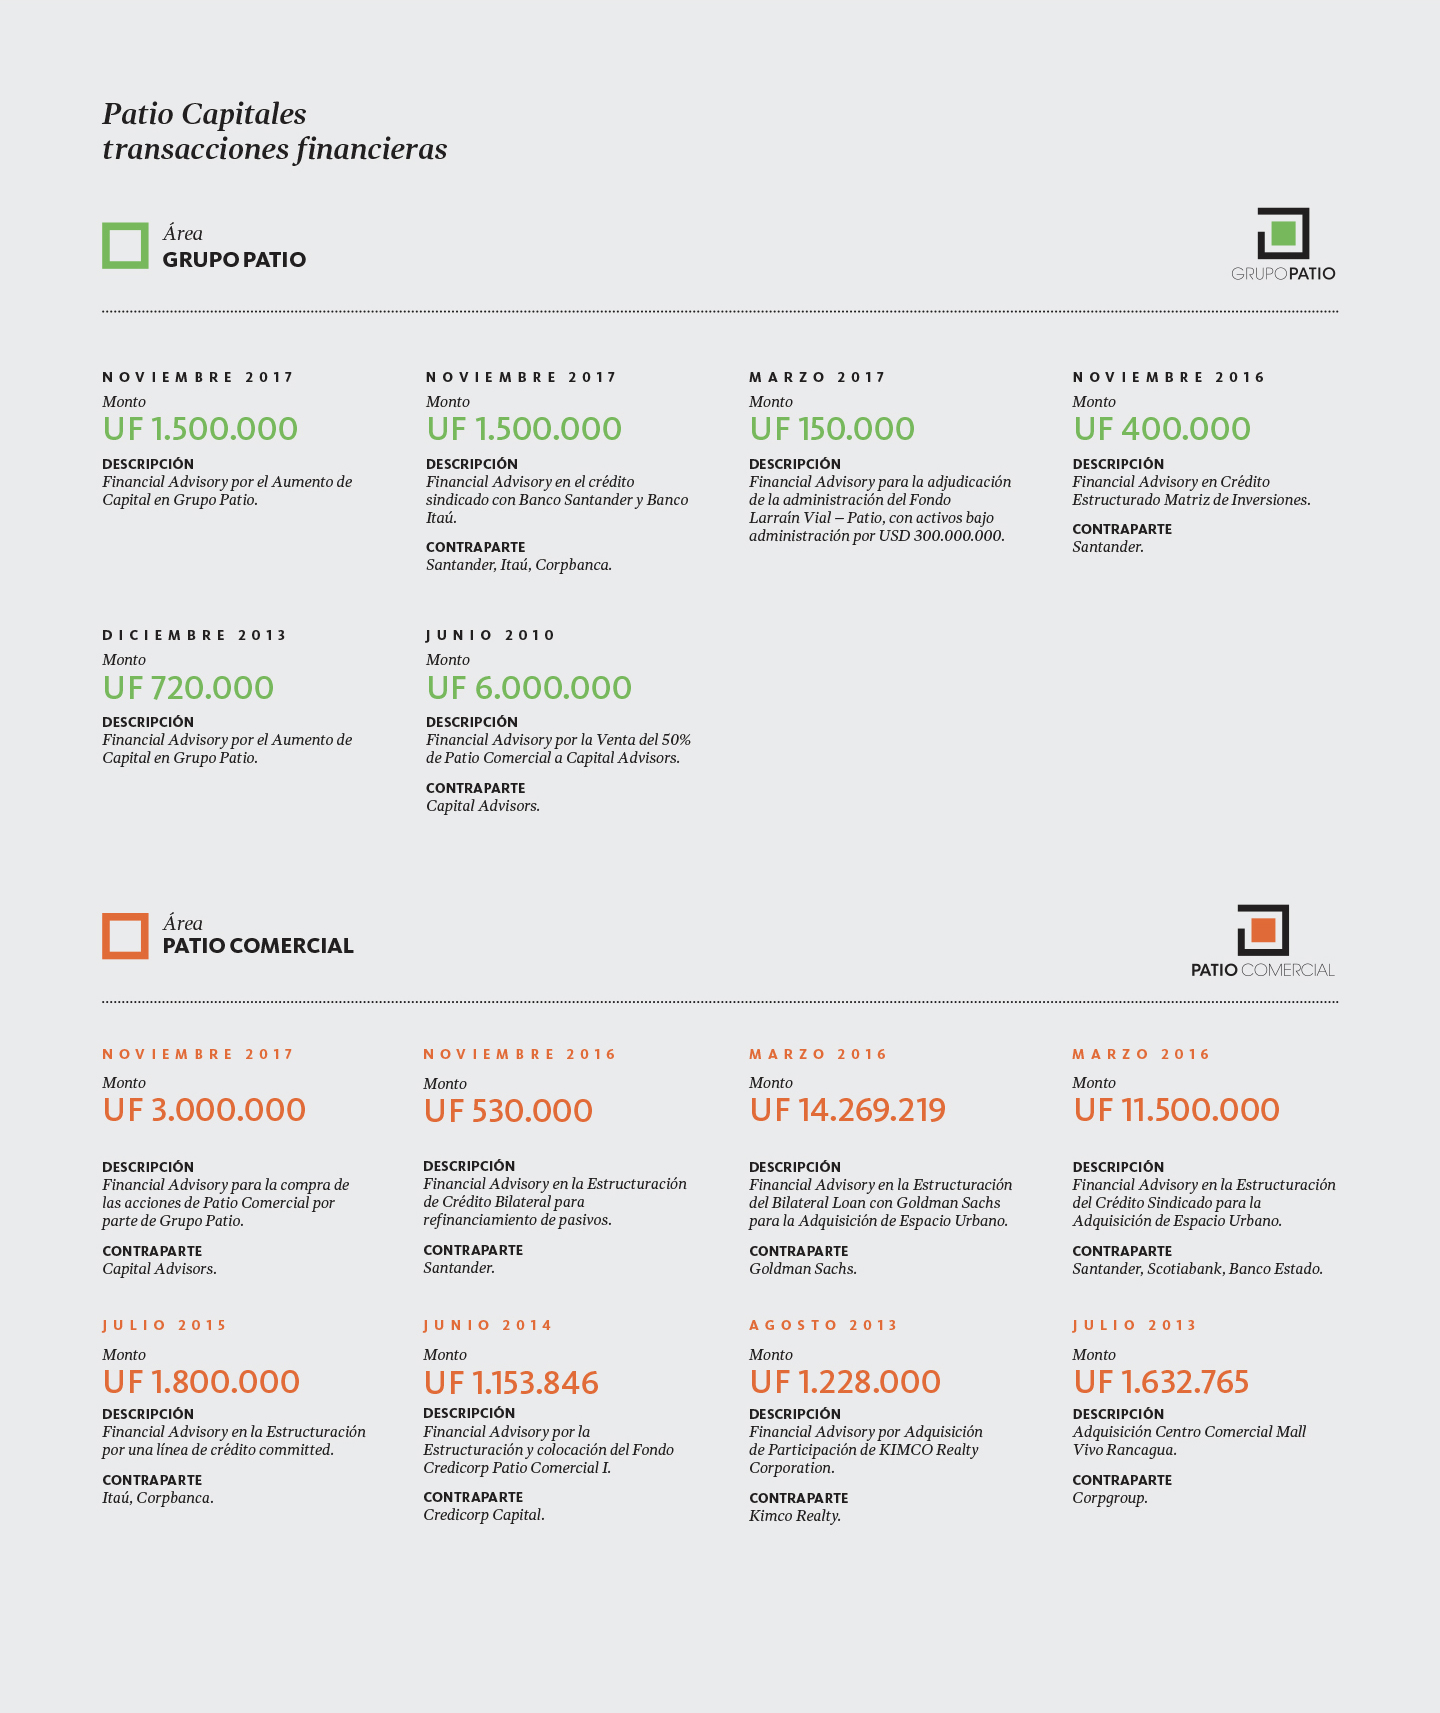 Patio Capitales
transacciones financieras
Área
GRUPO PATIO
GRUPOPATIO
NOVIEMBRE 2017
Monto
UF 1.500.000
DESCRIPCIÓN
Financial Advisory por el Aumento de
Capital en Grupo Patio.
NOVIEMBRE 2017
Monto
UF 1.500.000
DESCRIPCIÓN
Financial Advisory en el crédito
sindicado con Banco Santander y Banco
Itaú.
CONTRAPARTE
Santander, Itaú, Corpbanca.
MARZO 2017
Monto
UF 150.000
DESCRIPCIÓN
Financial Advisory para la adjudicación
de la administración del Fondo
Larraín Vial – Patio, con activos bajo
administración por USD 300.000.000.
NOVIEMBRE 2016
Monto
UF 400.000
DESCRIPCIÓN
Financial Advisory en Crédito
Estructurado Matriz de Inversiones.
CONTRAPARTE
Santander.
DICIEMBRE 2013
Monto
UF 720.000
DESCRIPCIÓN
Financial Advisory por el Aumento de
Capital en Grupo Patio.
JUNIO 2010
Monto
UF 6.000.000
DESCRIPCIÓN
Financial Advisory por la Venta del 50%
de Patio Comercial a Capital Advisors.
CONTRAPARTE
Capital Advisors.
Área
PATIO COMERCIAL
PATIO COMERCIAL
NOVIEMBRE 2017
Monto
UF 3.000.000
DESCRIPCIÓN
Financial Advisory para la compra de
las acciones de Patio Comercial por
parte de Grupo Patio.
CONTRAPARTE
Capital Advisors.
NOVIEMBRE 2016
Monto
UF 530.000
DESCRIPCIÓN
Financial Advisory en la Estructuración
de Crédito Bilateral para
refinanciamiento de pasivos.
CONTRAPARTE
Santander.
MARZO 2016
Monto
UF 14.269.219
DESCRIPCIÓN
Financial Advisory en la Estructuración
del Bilateral Loan con Goldman Sachs
para la Adquisición de Espacio Urbano.
CONTRAPARTE
Goldman Sachs.
MARZO 2016
Monto
UF 11.500.000
DESCRIPCIÓN
Financial Advisory en la Estructuración
del Crédito Sindicado para la
Adquisición de Espacio Urbano.
CONTRAPARTE
Santander, Scotiabank, Banco Estado.
JULIO 2015
Monto
UF 1.800.000
DESCRIPCIÓN
Financial Advisory en la Estructuración
por una línea de crédito committed.
CONTRAPARTE
Itaú, Corpbanca.
JUNIO 2014
Monto
UF 1.153.846
DESCRIPCIÓN
Financial Advisory por la
Estructuración y colocación del Fondo
Credicorp Patio Comercial I.
CONTRAPARTE
Credicorp Capital.
AGOSTO 2013
Monto
UF 1.228.000
DESCRIPCIÓN
Financial Advisory por Adquisición
de Participación de KIMCO Realty
Corporation.
CONTRAPARTE
Kimco Realty.
JULIO 2013
Monto
UF 1.632.765
DESCRIPCIÓN
Adquisición Centro Comercial Mall
Vivo Rancagua.
CONTRAPARTE
Corpgroup.